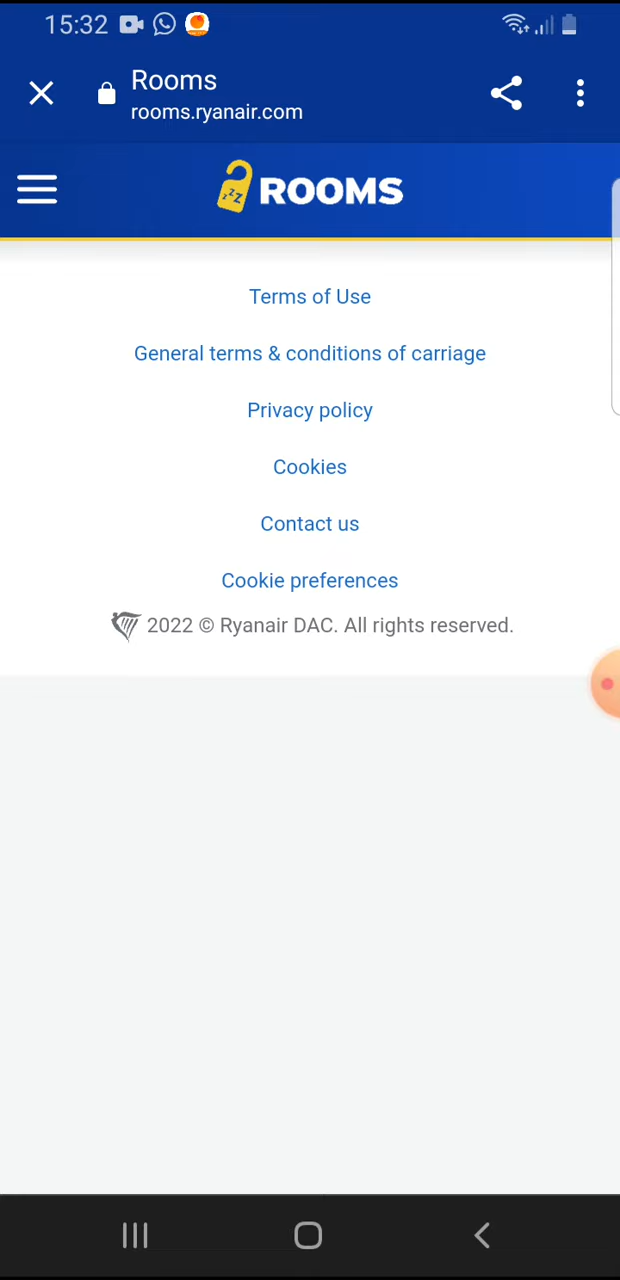 15:32
Rooms
rooms.ryanair.com
zzZ ROOMS
Terms of Use
General terms & conditions of carriage
Privacy policy
Cookies
Contact us
Cookie preferences
2022 © Ryanair DAC. All rights reserved.